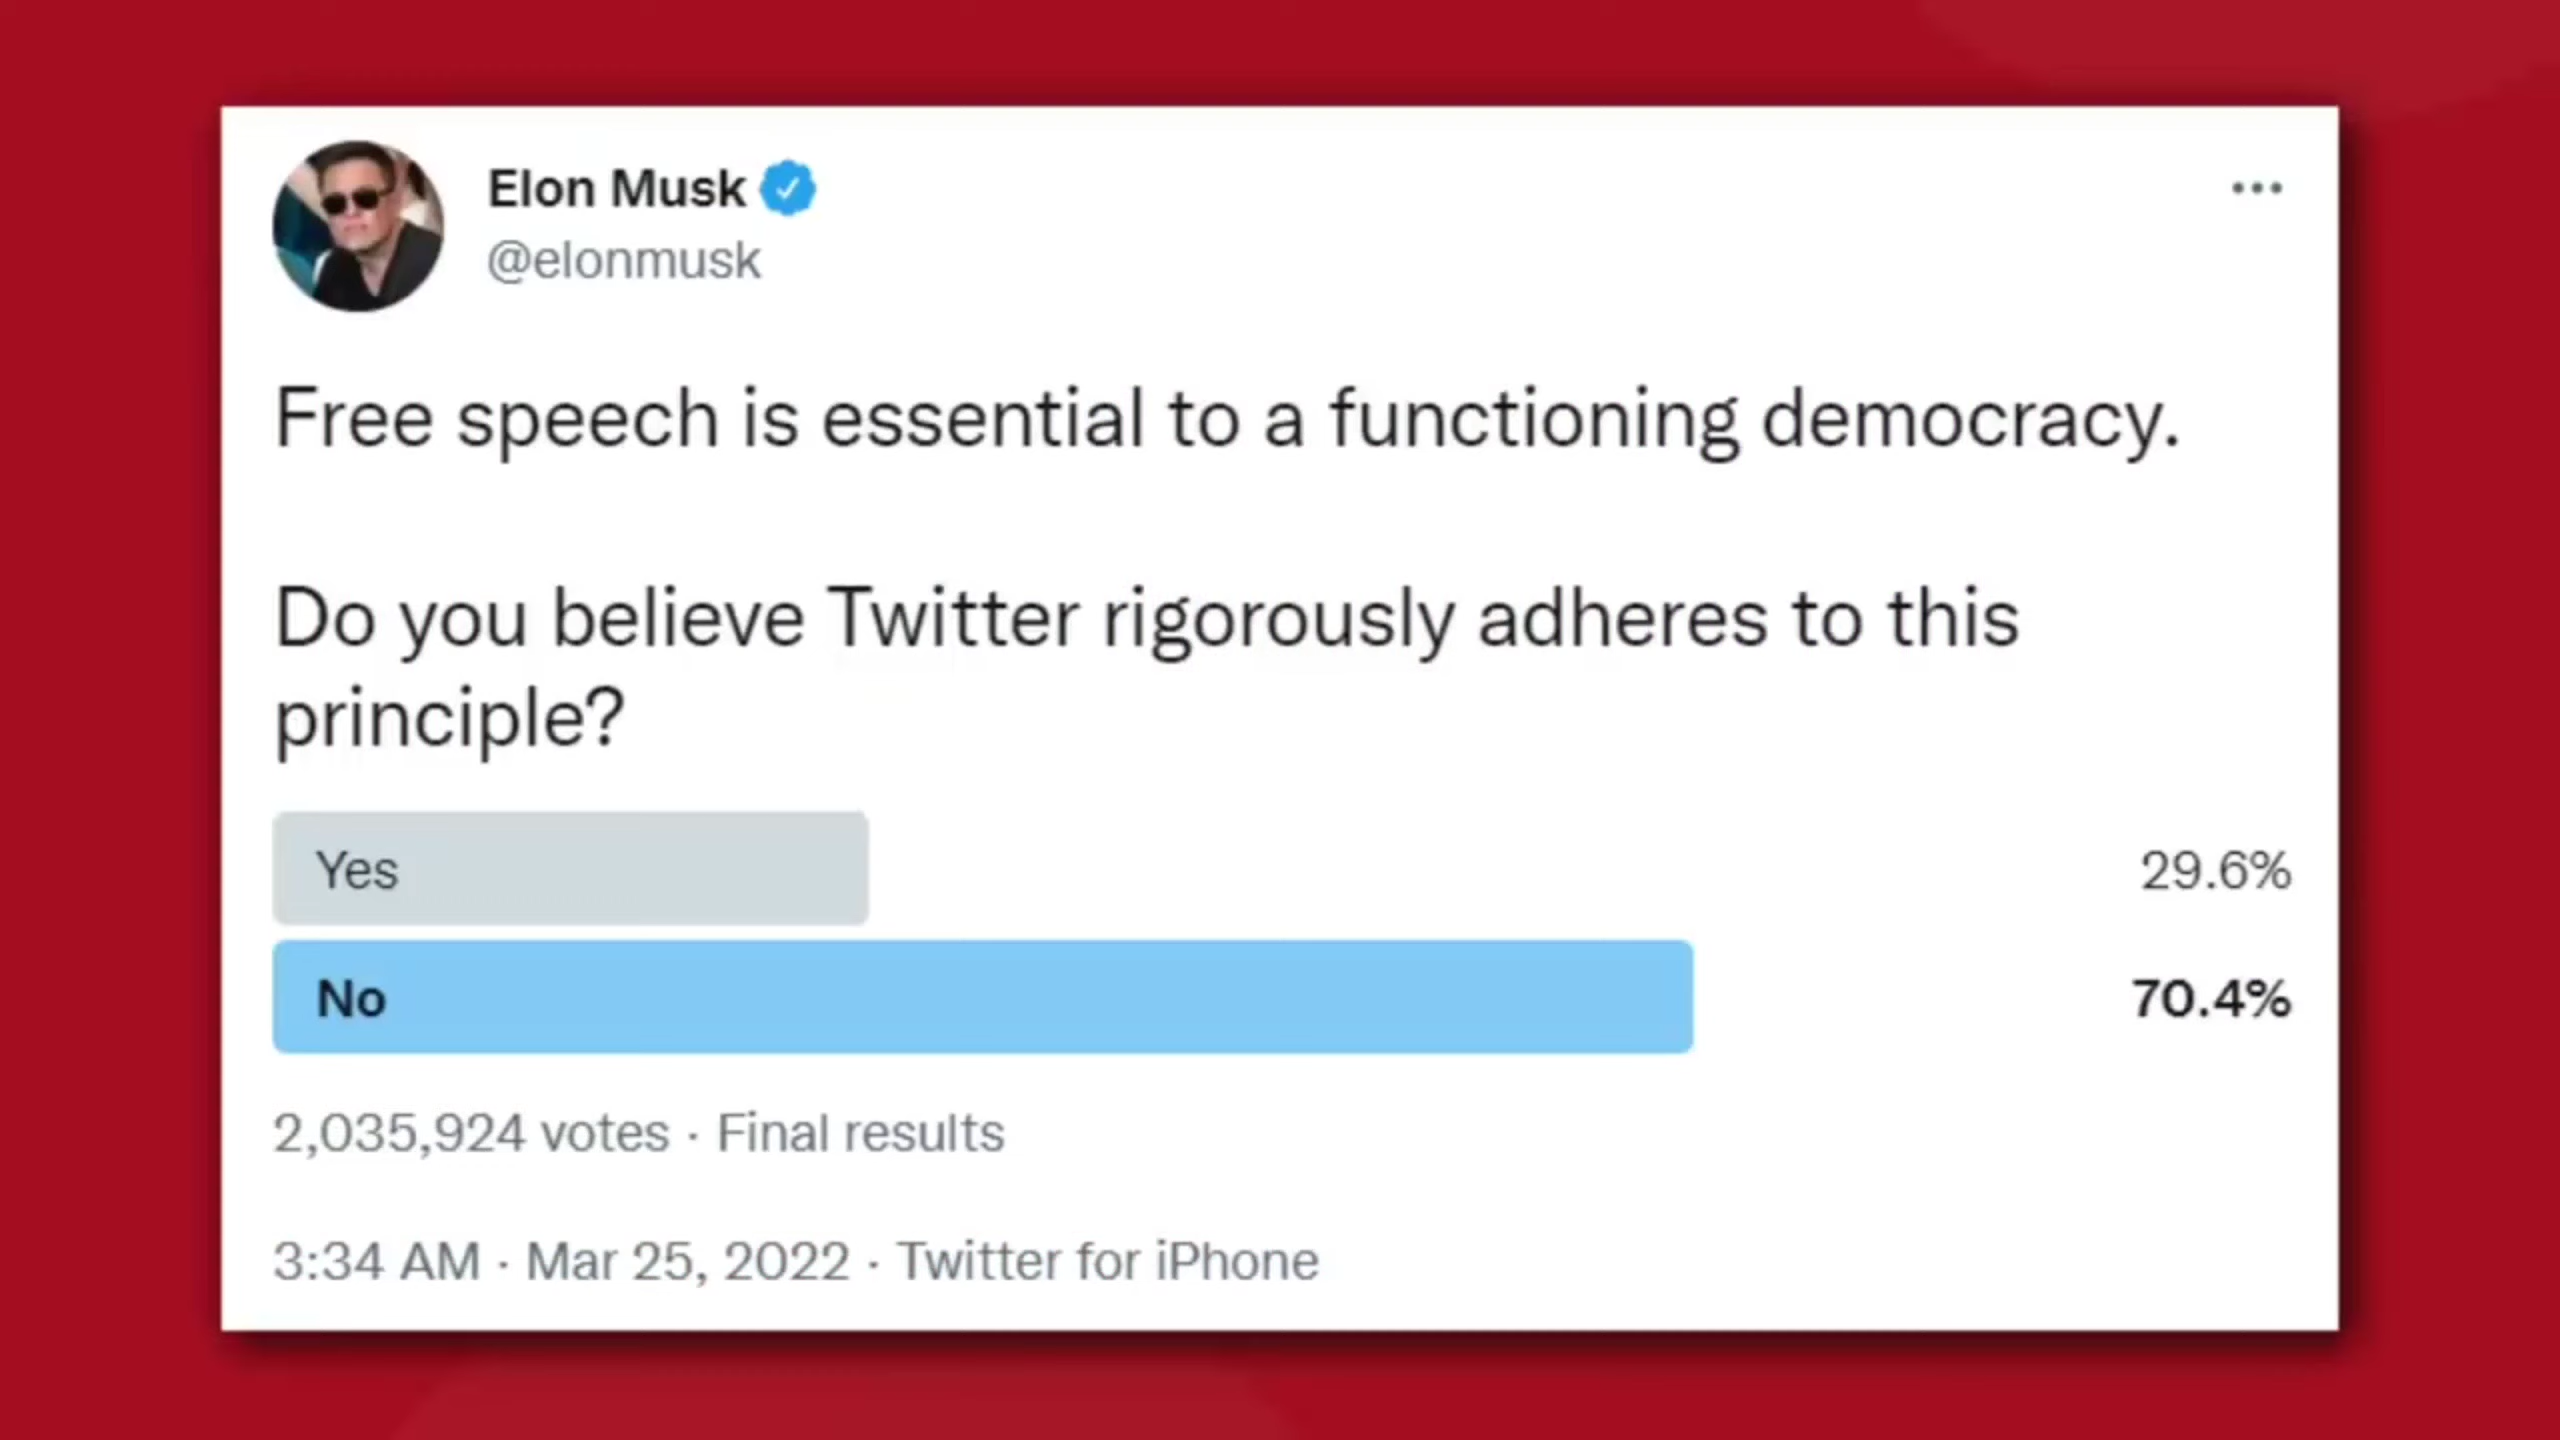 Elon Musk
@elonmusk
Free speech is essential to a functioning democracy.
Do you believe Twitter rigorously adheres to this
principle?
Yes 29.6%
No 70.4%
2,035,924 votes · Final results
3:34 AM · Mar 25, 2022 · Twitter for iPhone